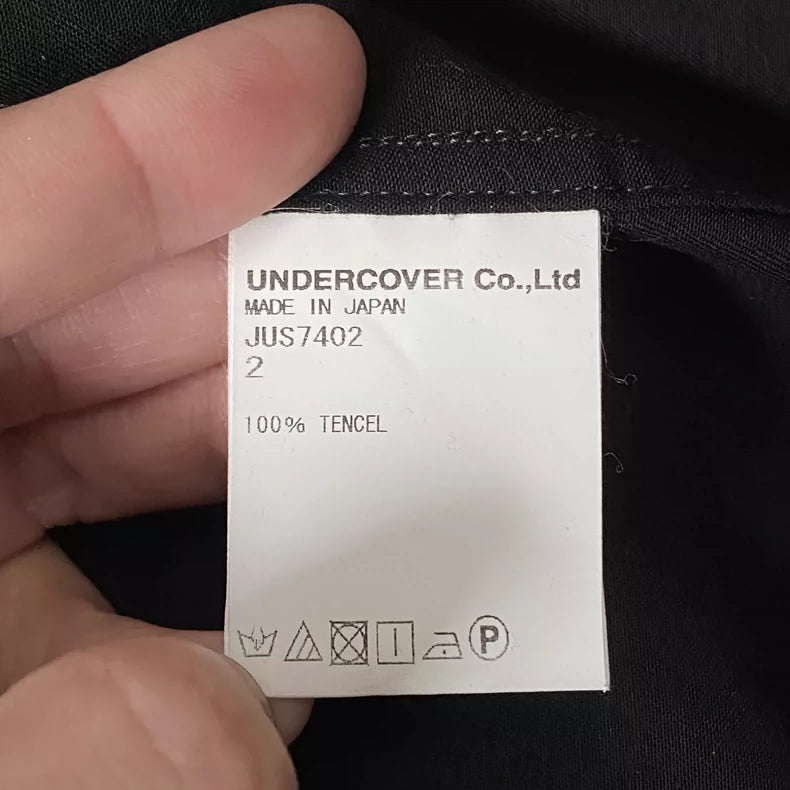 UNDERCOVER Co.,Ltd
MADE IN JAPAN
JUS7402
2
100% TENCEL
P